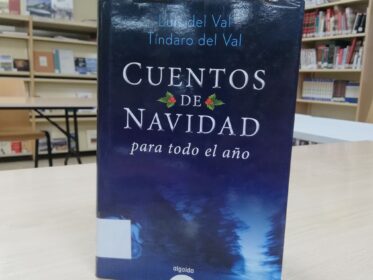 Luis del Val
Tíndaro del Val
CUENTOS
DE
NAVIDAD
para todo el año
algaida